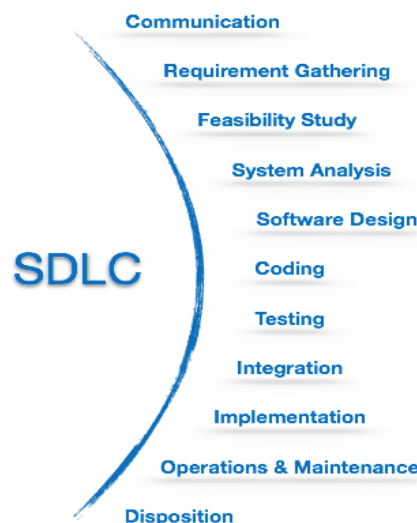 Communication
Requirement Gathering
Feasibility Study
System Analysis
Software Design
SDLC
Coding
Testing
Integration
Implementation
Operations & Maintenance
Disposition